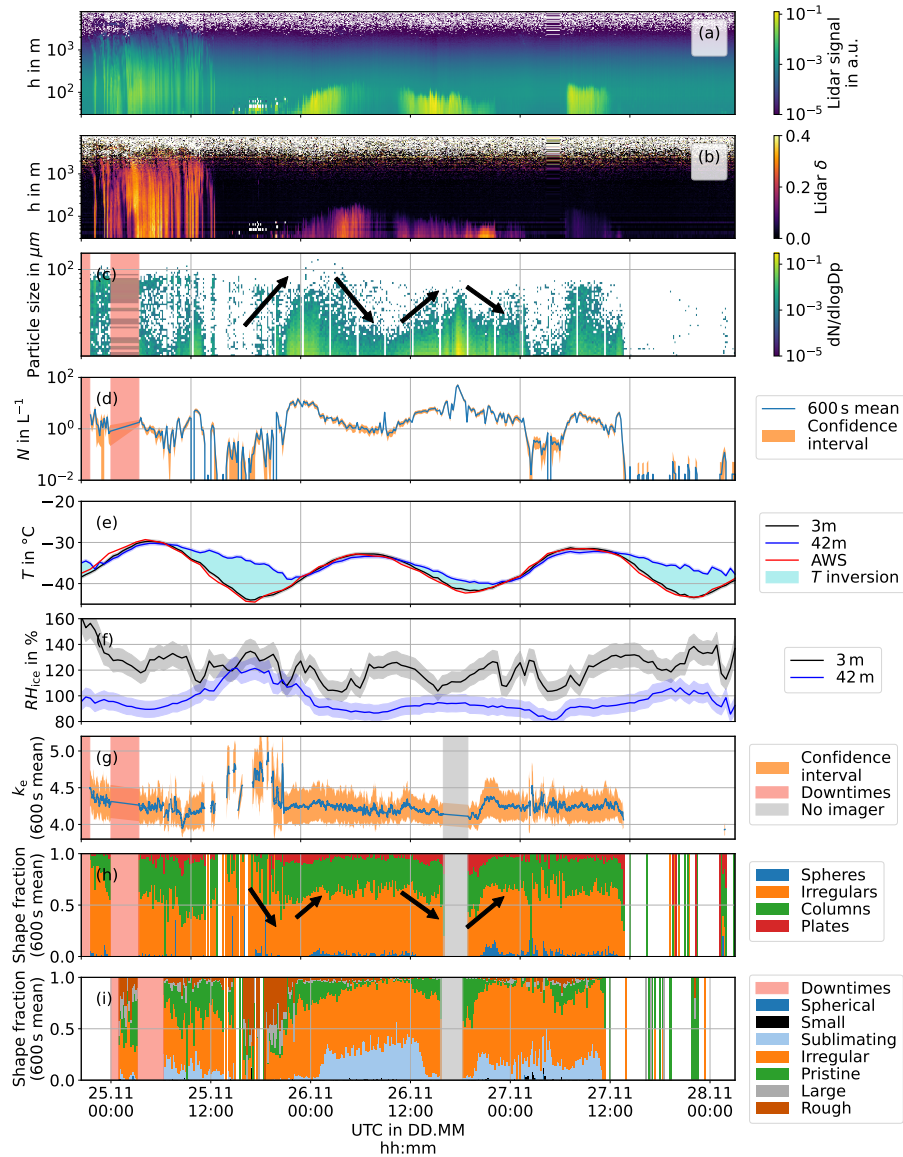 h in m
10³
10²
(a)
10⁻¹
10⁻³
10⁻⁵
Lidar signal
in a.u.
h in m
10³
10²
(b)
0.4
0.2
0.0
Lidar δ
Particle size in μm
10²
(c)
10⁻¹
10⁻³
10⁻⁵
dN/dlogDp
N in L⁻¹
10²
10⁰
10⁻²
(d)
600 s mean
Confidence
interval
T in °C
−20
−30
−40
(e)
3m
42m
AWS
T inversion
RH_ice in %
160
140
120
100
80
(f)
3 m
42 m
kₑ
(600 s mean)
5.0
4.5
4.0
(g)
Confidence
interval
Downtimes
No imager
Shape fraction
(600 s mean)
1.0
0.5
0.0
(h)
Spheres
Irregulars
Columns
Plates
Shape fraction
(600 s mean)
1.0
0.5
0.0
(i)
Downtimes
Spherical
Small
Sublimating
Irregular
Pristine
Large
Rough
25.11 25.11 26.11 26.11 27.11 27.11 28.11
00:00 12:00 00:00 12:00 00:00 12:00 00:00
UTC in DD.MM
hh:mm